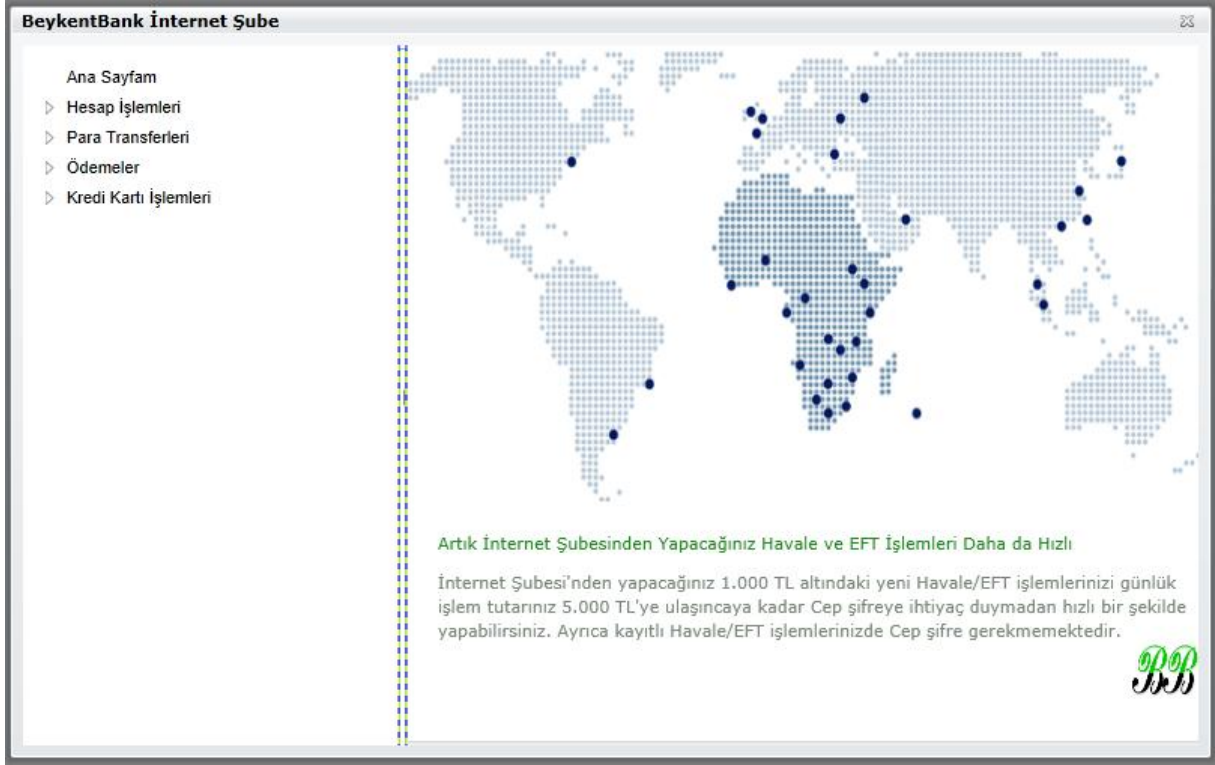 BeykentBank İnternet Şube
Ana Sayfam
Hesap İşlemleri
Para Transferleri
Ödemeler
Kredi Kartı İşlemleri
Artık İnternet Şubesinden Yapacağınız Havale ve EFT İşlemleri Daha da Hızlı
İnternet Şubesi'nden yapacağınız 1.000 TL altındaki yeni Havale/EFT işlemlerinizi günlük
işlem tutarınız 5.000 TL'ye ulaşıncaya kadar Cep şifreye ihtiyaç duymadan hızlı bir şekilde
yapabilirsiniz. Ayrıca kayıtlı Havale/EFT işlemlerinizde Cep şifre gerekmemektedir.
BB